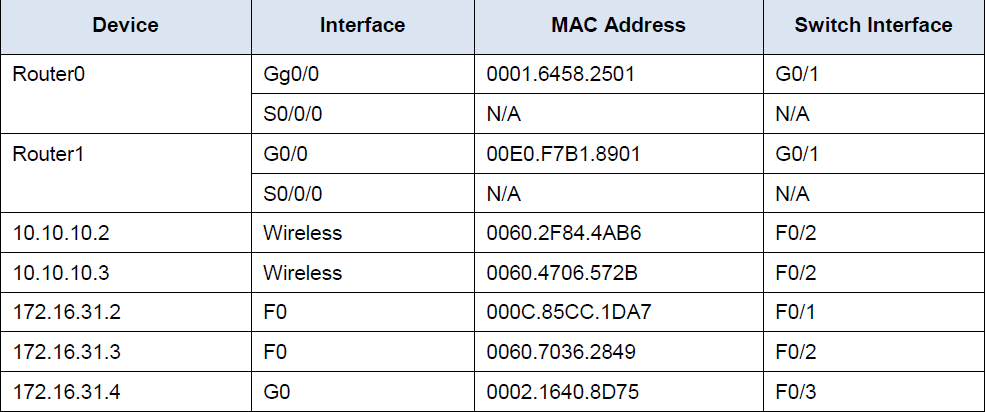 Device Interface MAC Address Switch Interface
Router0 Gg0/0 0001.6458.2501 G0/1
S0/0/0 N/A N/A
Router1 G0/0 00E0.F7B1.8901 G0/1
S0/0/0 N/A N/A
10.10.10.2 Wireless 0060.2F84.4AB6 F0/2
10.10.10.3 Wireless 0060.4706.572B F0/2
172.16.31.2 F0 000C.85CC.1DA7 F0/1
172.16.31.3 F0 0060.7036.2849 F0/2
172.16.31.4 G0 0002.1640.8D75 F0/3